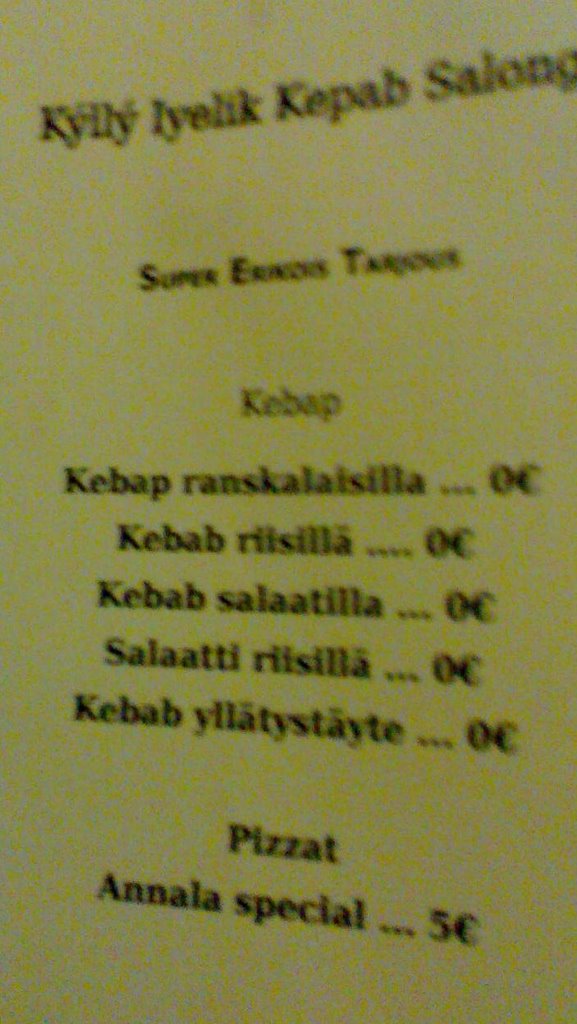 Kýllý Iyelik Kepab Salong
Super Erikois Tarjous
Kebap
Kebap ranskalaisilla ... 0€
Kebab riisillä .... 0€
Kebab salaatilla ... 0€
Salaatti riisillä ... 0€
Kebab yllätystäyte ... 0€
Pizzat
Annala special ... 5€